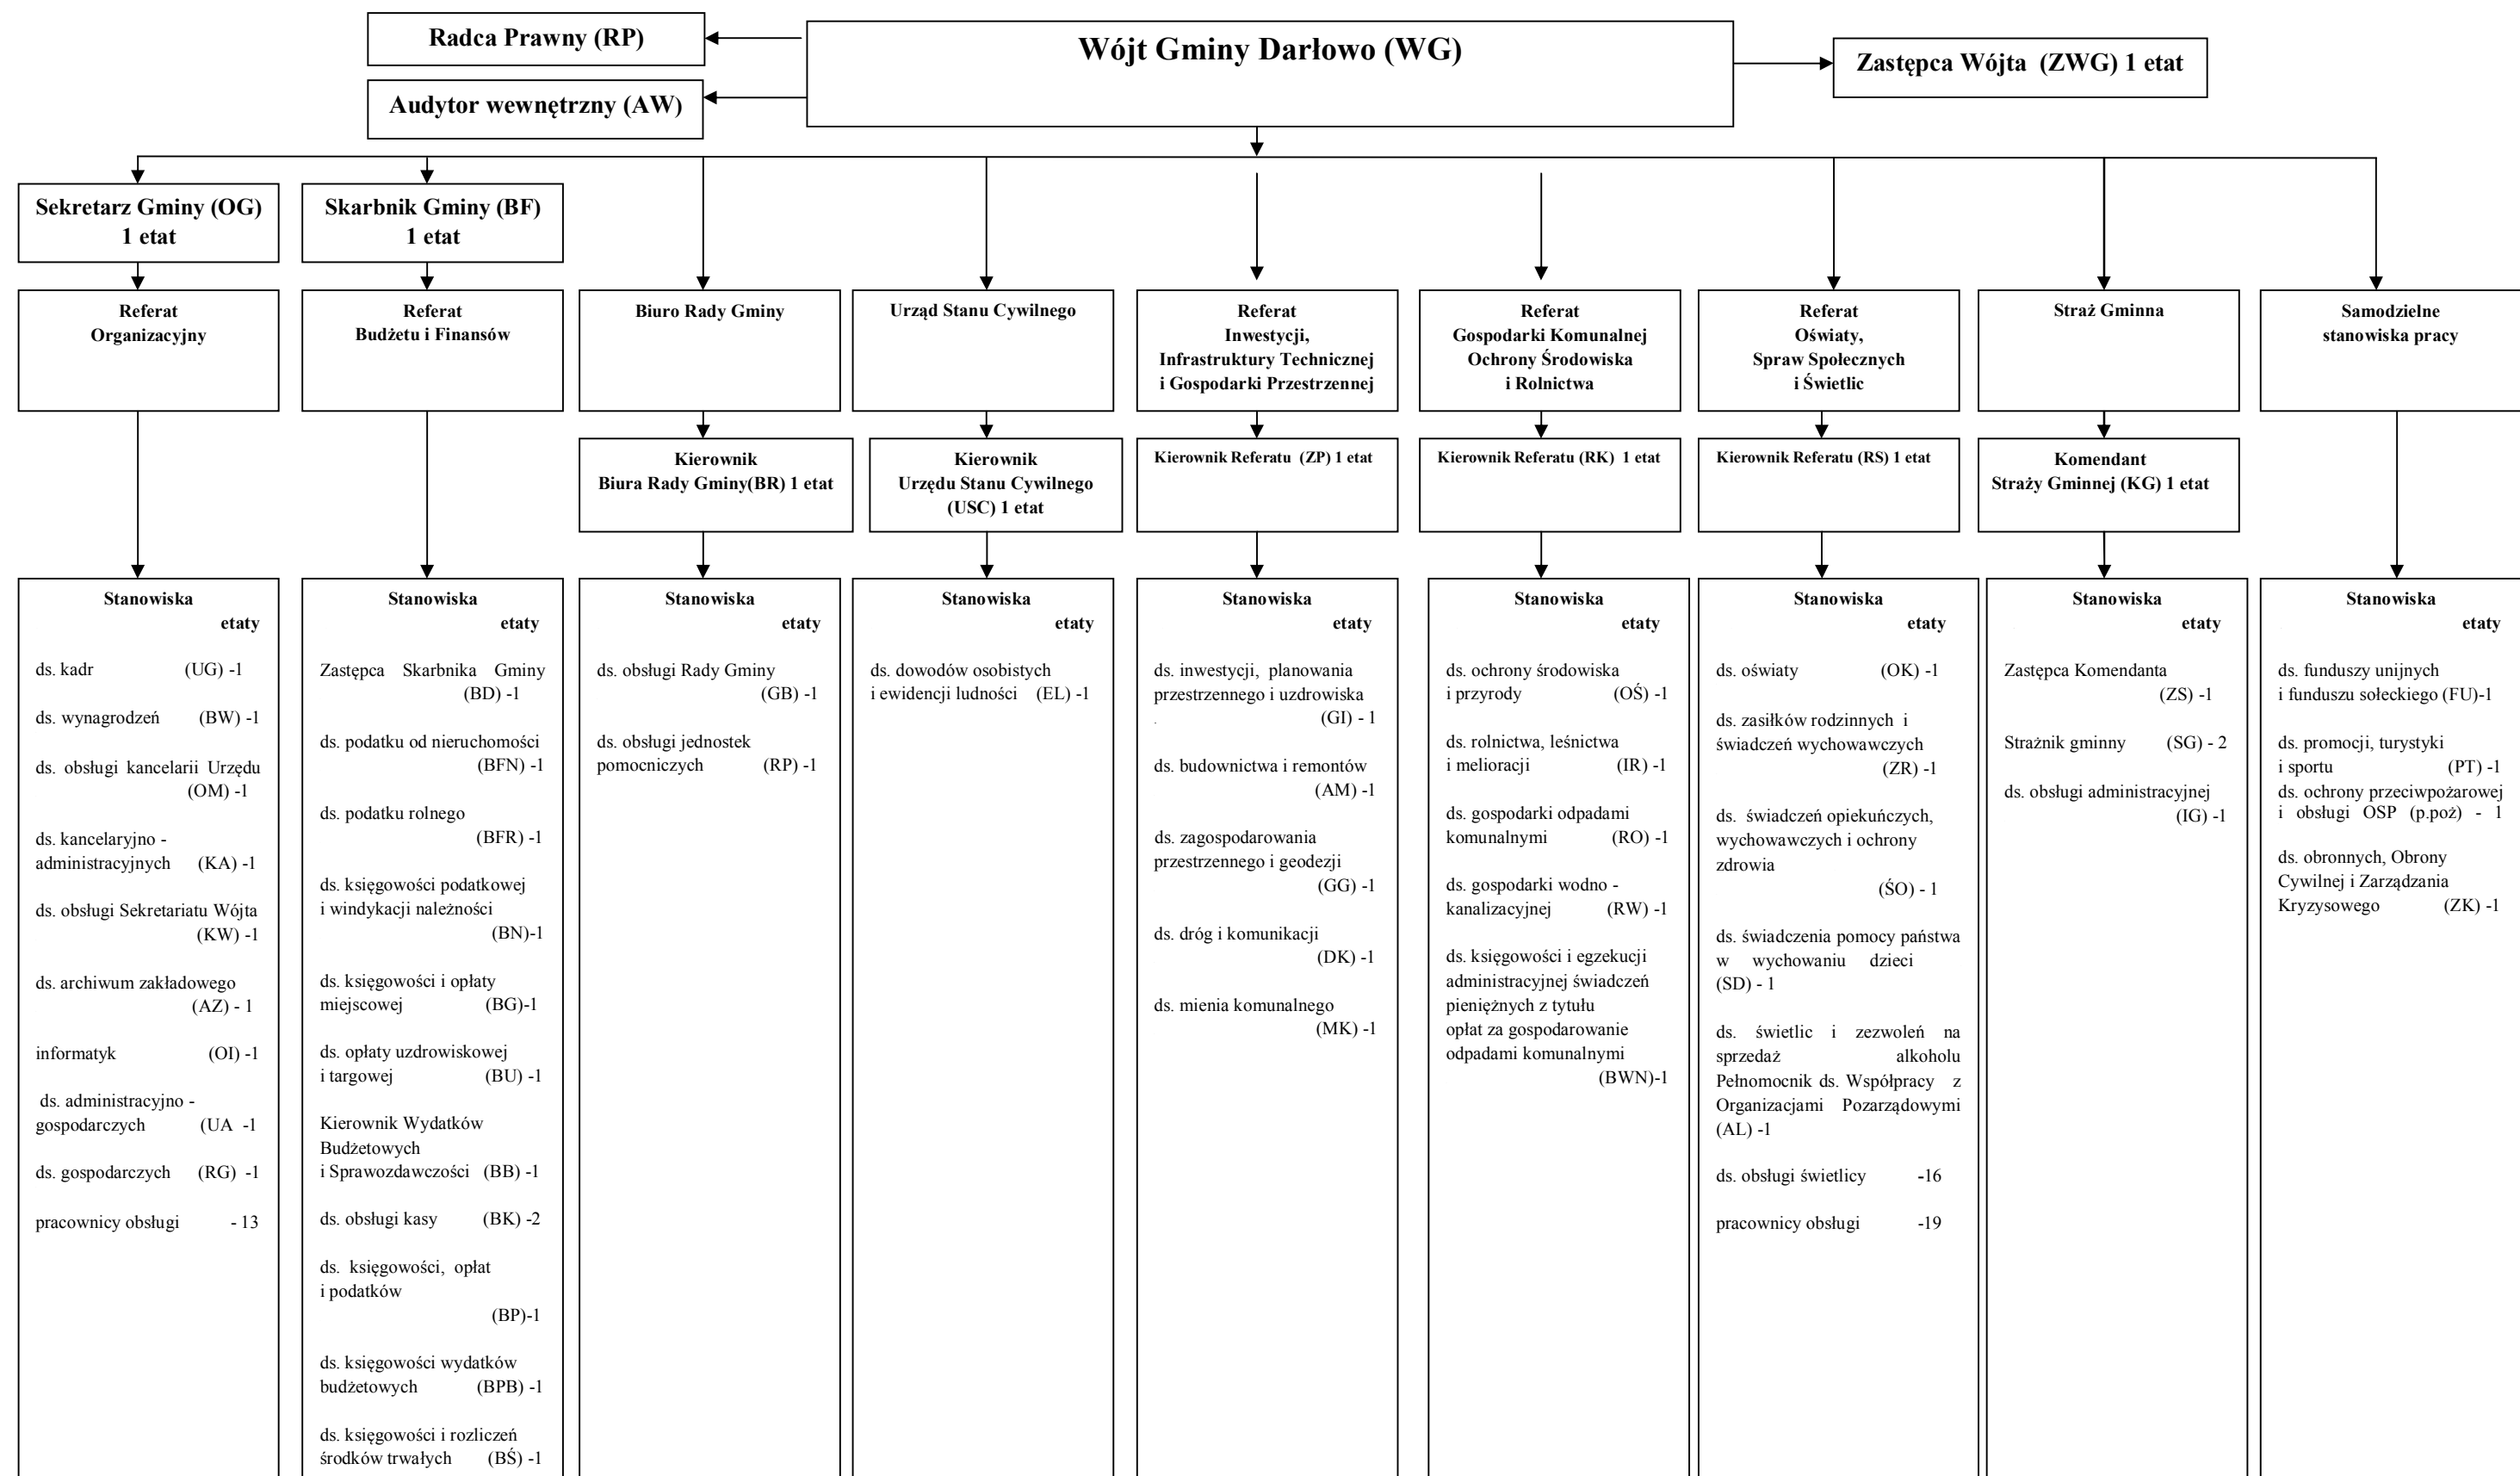 Radca Prawny (RP)
Wójt Gminy Darłowo (WG)
Zastępca Wójta (ZWG) 1 etat
Audytor wewnętrzny (AW)
Sekretarz Gminy (OG)
1 etat
Skarbnik Gminy (BF)
1 etat
Referat
Organizacyjny
Referat
Budżetu i Finansów
Biuro Rady Gminy
Urząd Stanu Cywilnego
Referat
Inwestycji,
Infrastruktury Technicznej
i Gospodarki Przestrzennej
Referat
Gospodarki Komunalnej
Ochrony Środowiska
i Rolnictwa
Referat
Oświaty,
Spraw Społecznych
i Świetlic
Straż Gminna
Samodzielne
stanowiska pracy
Kierownik
Biura Rady Gminy(BR) 1 etat
Kierownik
Urzędu Stanu Cywilnego
(USC) 1 etat
Kierownik Referatu (ZP) 1 etat
Kierownik Referatu (RK) 1 etat
Kierownik Referatu (RS) 1 etat
Komendant
Straży Gminnej (KG) 1 etat
Stanowiska
etaty
ds. kadr (UG) -1
ds. wynagrodzeń (BW) -1
ds. obsługi kancelarii Urzędu
(OM) -1
ds. kancelaryjno -
administracyjnych (KA) -1
ds. obsługi Sekretariatu Wójta
(KW) -1
ds. archiwum zakładowego
(AZ) - 1
informatyk (OI) -1
ds. administracyjno -
gospodarczych (UA -1
ds. gospodarczych (RG) -1
pracownicy obsługi - 13
Stanowiska
etaty
Zastępca Skarbnika Gminy
(BD) -1
ds. podatku od nieruchomości
(BFN) -1
ds. podatku rolnego
(BFR) -1
ds. księgowości podatkowej
i windykacji należności
(BN)-1
ds. księgowości i opłaty
miejscowej (BG)-1
ds. opłaty uzdrowiskowej
i targowej (BU) -1
Kierownik Wydatków
Budżetowych
i Sprawozdawczości (BB) -1
ds. obsługi kasy (BK) -2
ds. księgowości, opłat
i podatków
(BP)-1
ds. księgowości wydatków
budżetowych (BPB) -1
ds. księgowości i rozliczeń
środków trwałych (BŚ) -1
Stanowiska
etaty
ds. obsługi Rady Gminy
(GB) -1
ds. obsługi jednostek
pomocniczych (RP) -1
Stanowiska
etaty
ds. dowodów osobistych
i ewidencji ludności (EL) -1
Stanowiska
etaty
ds. inwestycji, planowania
przestrzennego i uzdrowiska
. (GI) - 1
ds. budownictwa i remontów
(AM) -1
ds. zagospodarowania
przestrzennego i geodezji
(GG) -1
ds. dróg i komunikacji
(DK) -1
ds. mienia komunalnego
(MK) -1
Stanowiska
etaty
ds. ochrony środowiska
i przyrody (OŚ) -1
ds. rolnictwa, leśnictwa
i melioracji (IR) -1
ds. gospodarki odpadami
komunalnymi (RO) -1
ds. gospodarki wodno -
kanalizacyjnej (RW) -1
ds. księgowości i egzekucji
administracyjnej świadczeń
pieniężnych z tytułu
opłat za gospodarowanie
odpadami komunalnymi
(BWN)-1
Stanowiska
etaty
ds. oświaty (OK) -1
ds. zasiłków rodzinnych i
świadczeń wychowawczych
(ZR) -1
ds. świadczeń opiekuńczych,
wychowawczych i ochrony
zdrowia
(ŚO) - 1
ds. świadczenia pomocy państwa
w wychowaniu dzieci
(SD) - 1
ds. świetlic i zezwoleń na
sprzedaż alkoholu
Pełnomocnik ds. Współpracy z
Organizacjami Pozarządowymi
(AL) -1
ds. obsługi świetlicy -16
pracownicy obsługi -19
Stanowiska
etaty
Zastępca Komendanta
(ZS) -1
Strażnik gminny (SG) - 2
ds. obsługi administracyjnej
(IG) -1
Stanowiska
etaty
ds. funduszy unijnych
i funduszu sołeckiego (FU)-1
ds. promocji, turystyki
i sportu (PT) -1
ds. ochrony przeciwpożarowej
i obsługi OSP (p.poż) - 1
ds. obronnych, Obrony
Cywilnej i Zarządzania
Kryzysowego (ZK) -1